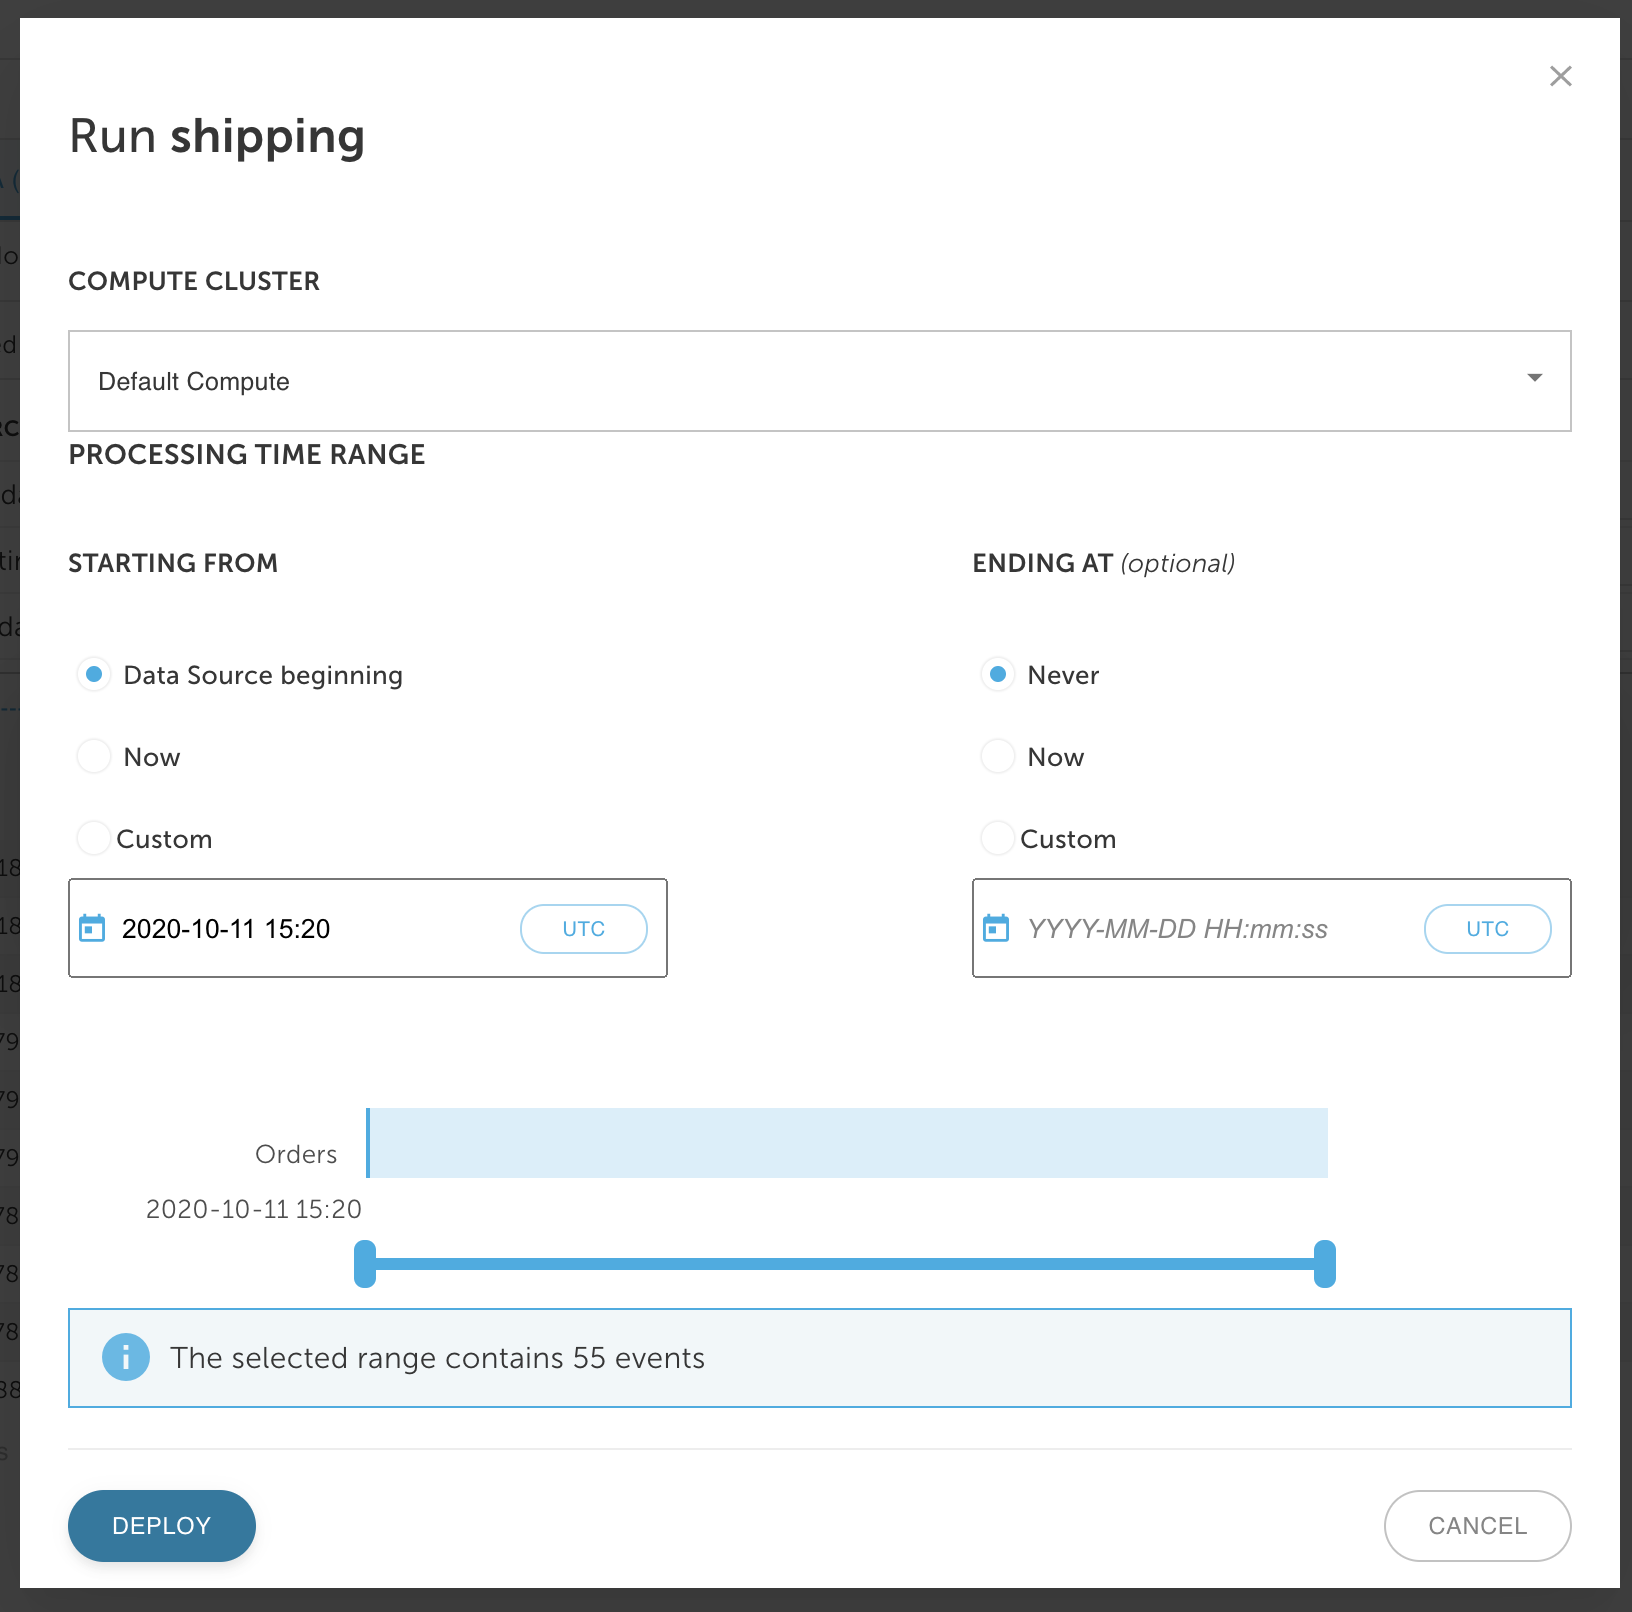 Run shipping
COMPUTE CLUSTER
Default Compute
PROCESSING TIME RANGE
STARTING FROM
ENDING AT (optional)
Data Source beginning
Never
Now
Now
Custom
Custom
2020-10-11 15:20
UTC
YYYY-MM-DD HH:mm:ss
UTC
Orders
2020-10-11 15:20
The selected range contains 55 events
DEPLOY
CANCEL